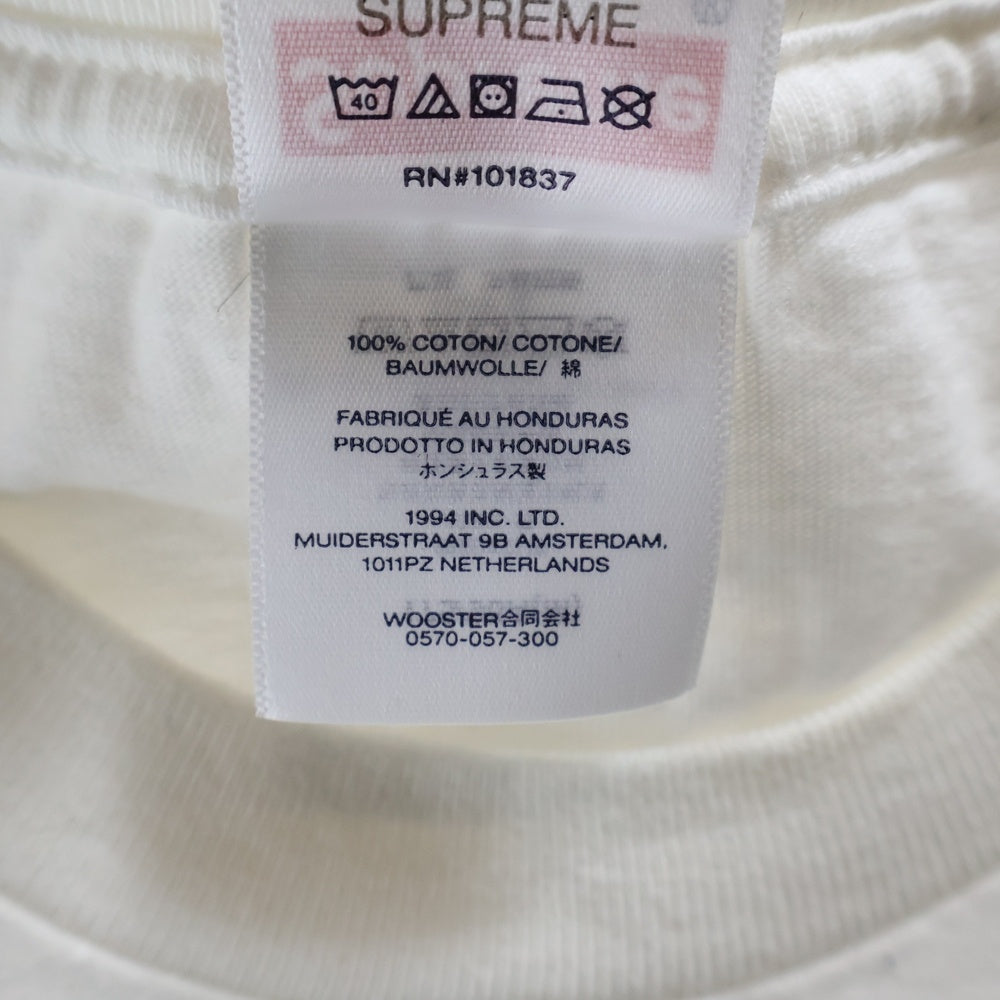 SUPREME
40
RN#101837
100% COTON/ COTONE/
BAUMWOLLE/ 綿
FABRIQUÉ AU HONDURAS
PRODOTTO IN HONDURAS
ホンシュラス製
1994 INC. LTD.
MUIDERSTRAAT 9B AMSTERDAM,
1011PZ NETHERLANDS
WOOSTER合同会社
0570-057-300